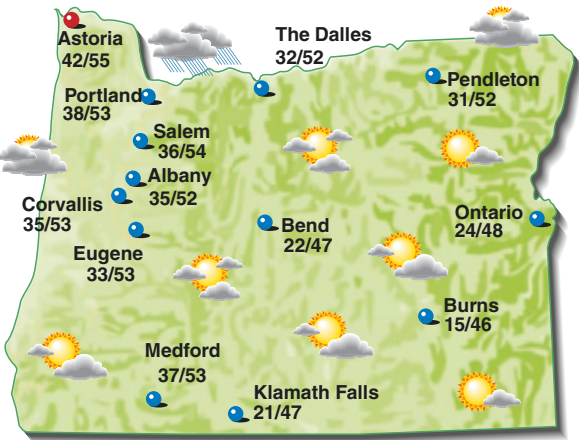 Astoria
42/55
The Dalles
32/52
Pendleton
31/52
Portland
38/53
Salem
36/54
Albany
35/52
Corvallis
35/53
Eugene
33/53
Bend
22/47
Ontario
24/48
Burns
15/46
Medford
37/53
Klamath Falls
21/47